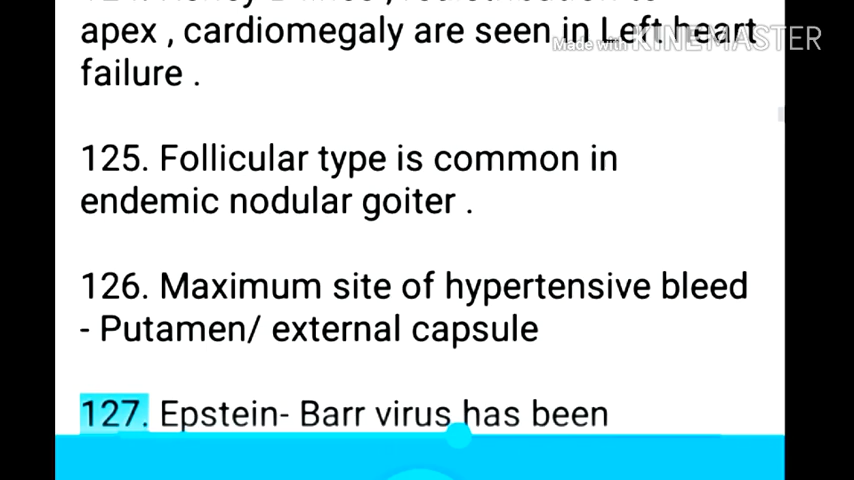 apex , cardiomegaly are seen in Left heart
Made with KINEMASTER
failure .
125. Follicular type is common in
endemic nodular goiter .
126. Maximum site of hypertensive bleed
- Putamen/ external capsule
127. Epstein- Barr virus has been